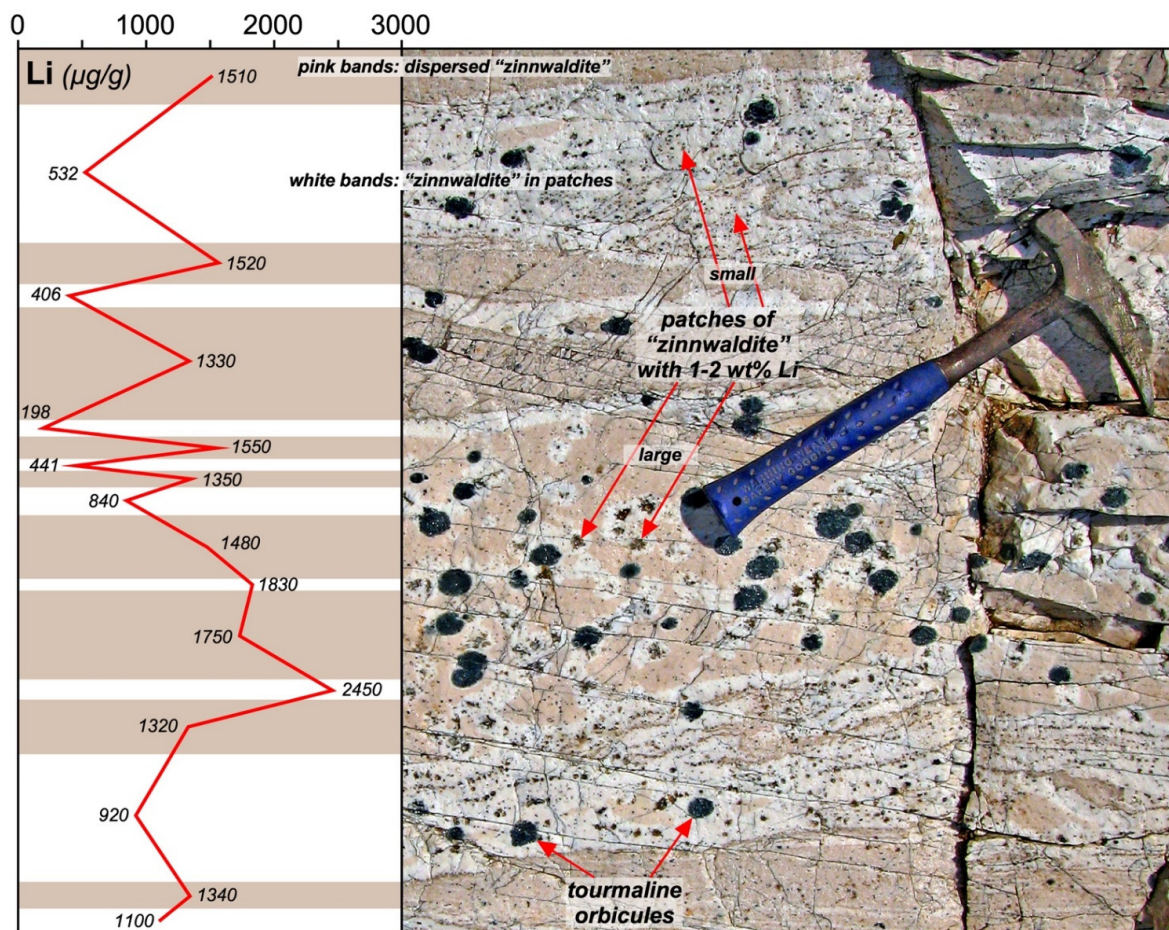 0 1000 2000 3000
Li (µg/g)
1510
pink bands: dispersed “zinnwaldite”
532
white bands: “zinnwaldite” in patches
1520
small
406
patches of
“zinnwaldite”
with 1-2 wt% Li
1330
198
1550
large
441
1350
840
1480
1830
1750
2450
1320
920
1340
tourmaline
orbicules
1100